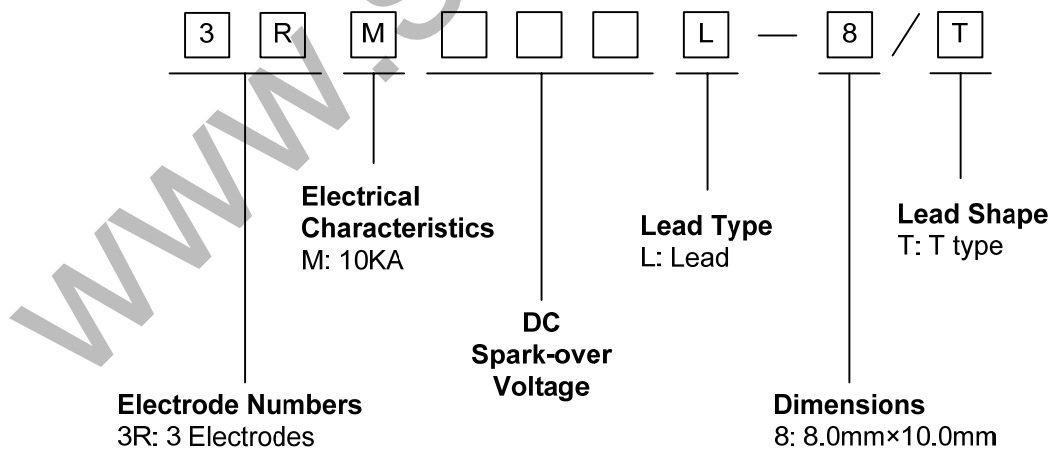 3 R M L — 8 / T
Electrical
Characteristics
M: 10KA
Lead Type
L: Lead
Lead Shape
T: T type
DC
Spark-over
Voltage
Electrode Numbers
3R: 3 Electrodes
Dimensions
8: 8.0mm×10.0mm
www.s